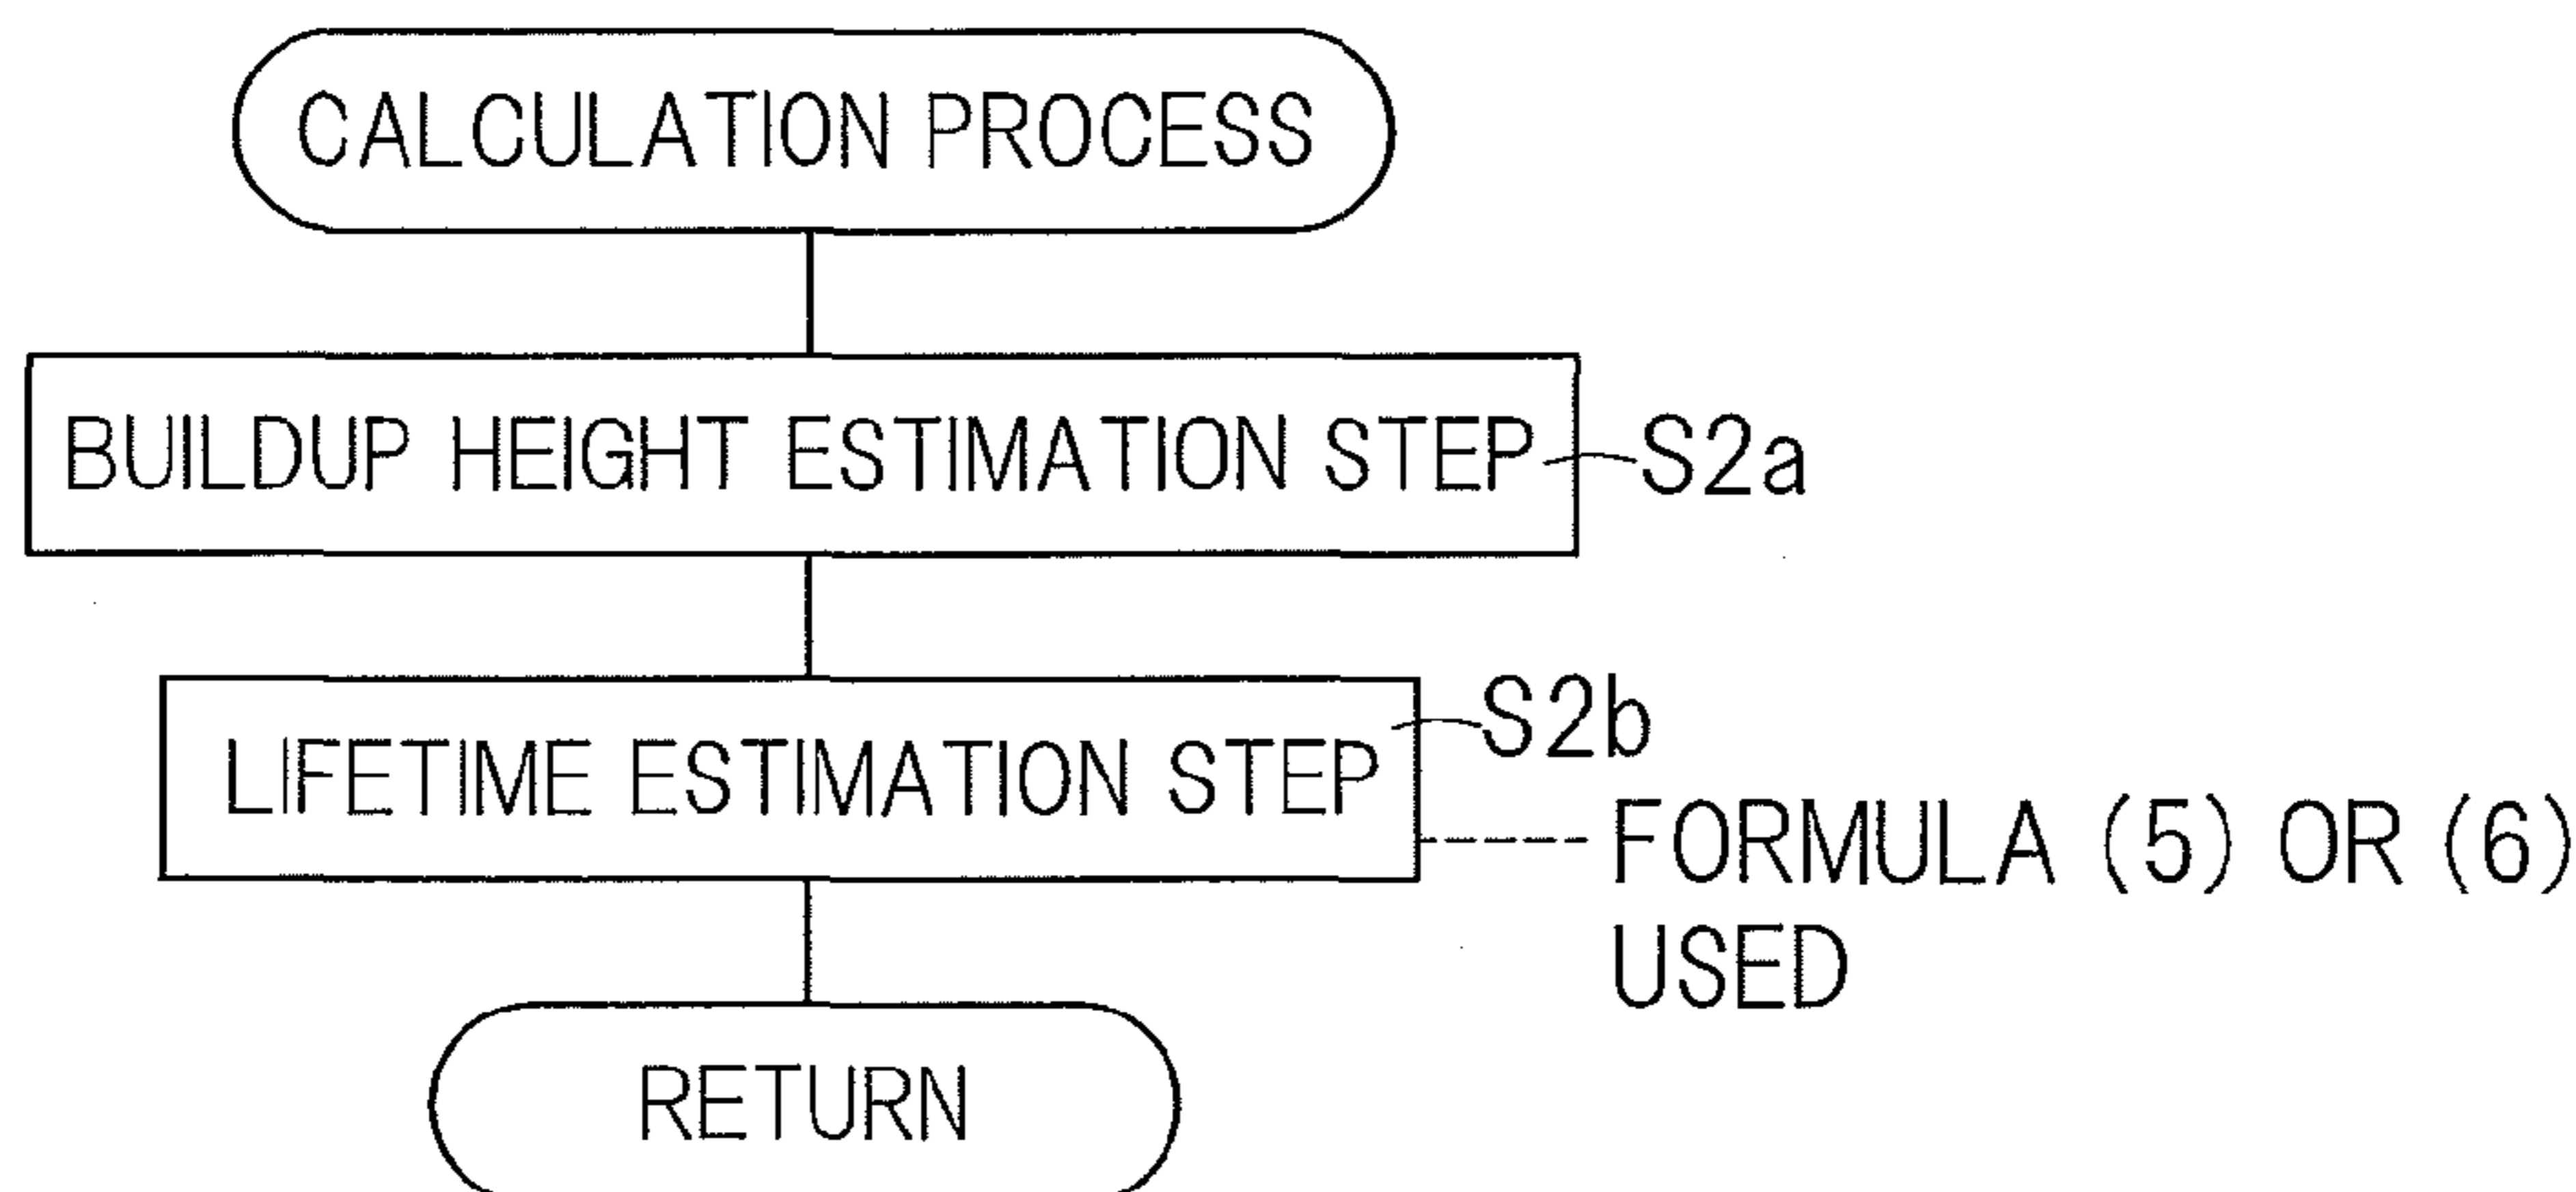 CALCULATION PROCESS
BUILDUP HEIGHT ESTIMATION STEP
S2a
S2b
LIFETIME ESTIMATION STEP
FORMULA (5) OR (6)
USED
RETURN